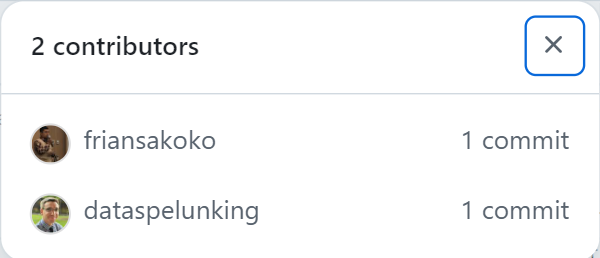 2 contributors
friansakoko 1 commit
dataspelunking 1 commit